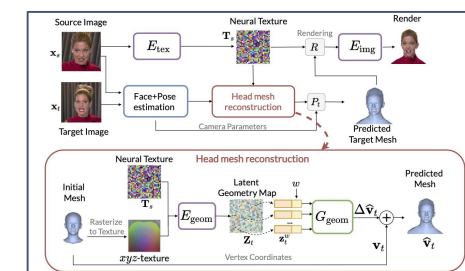 Source Image
Neural Texture
Render
x_s
E_tex
T_s
Rendering
R
E_img
x_t
Face+Pose
estimation
Head mesh
reconstruction
P_t
Target Image
Camera Parameters
Predicted
Target Mesh
Head mesh reconstruction
Neural Texture
Initial
Mesh
T_s
Latent
Geometry Map
w
Predicted
Mesh
Rasterize
to Texture
E_geom
Z_t
...
z_t^w
G_geom
Δv̂_t
+
v̂_t
xyz-texture
v_t
Vertex Coordinates